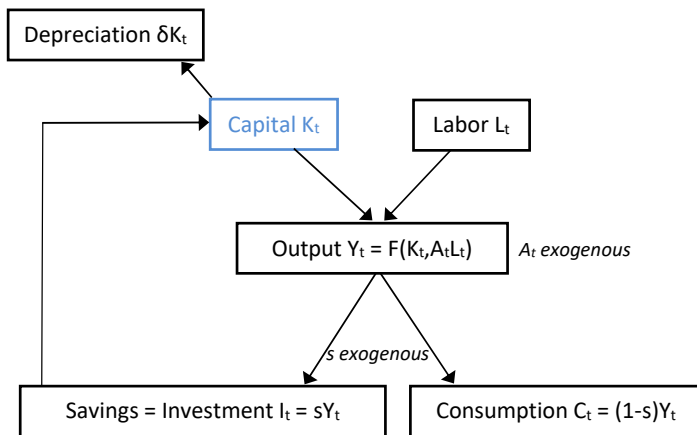 Depreciation δKₜ
Capital Kₜ
Labor Lₜ
Output Yₜ = F(Kₜ,AₜLₜ)
Aₜ exogenous
s exogenous
Savings = Investment Iₜ = sYₜ
Consumption Cₜ = (1-s)Yₜ